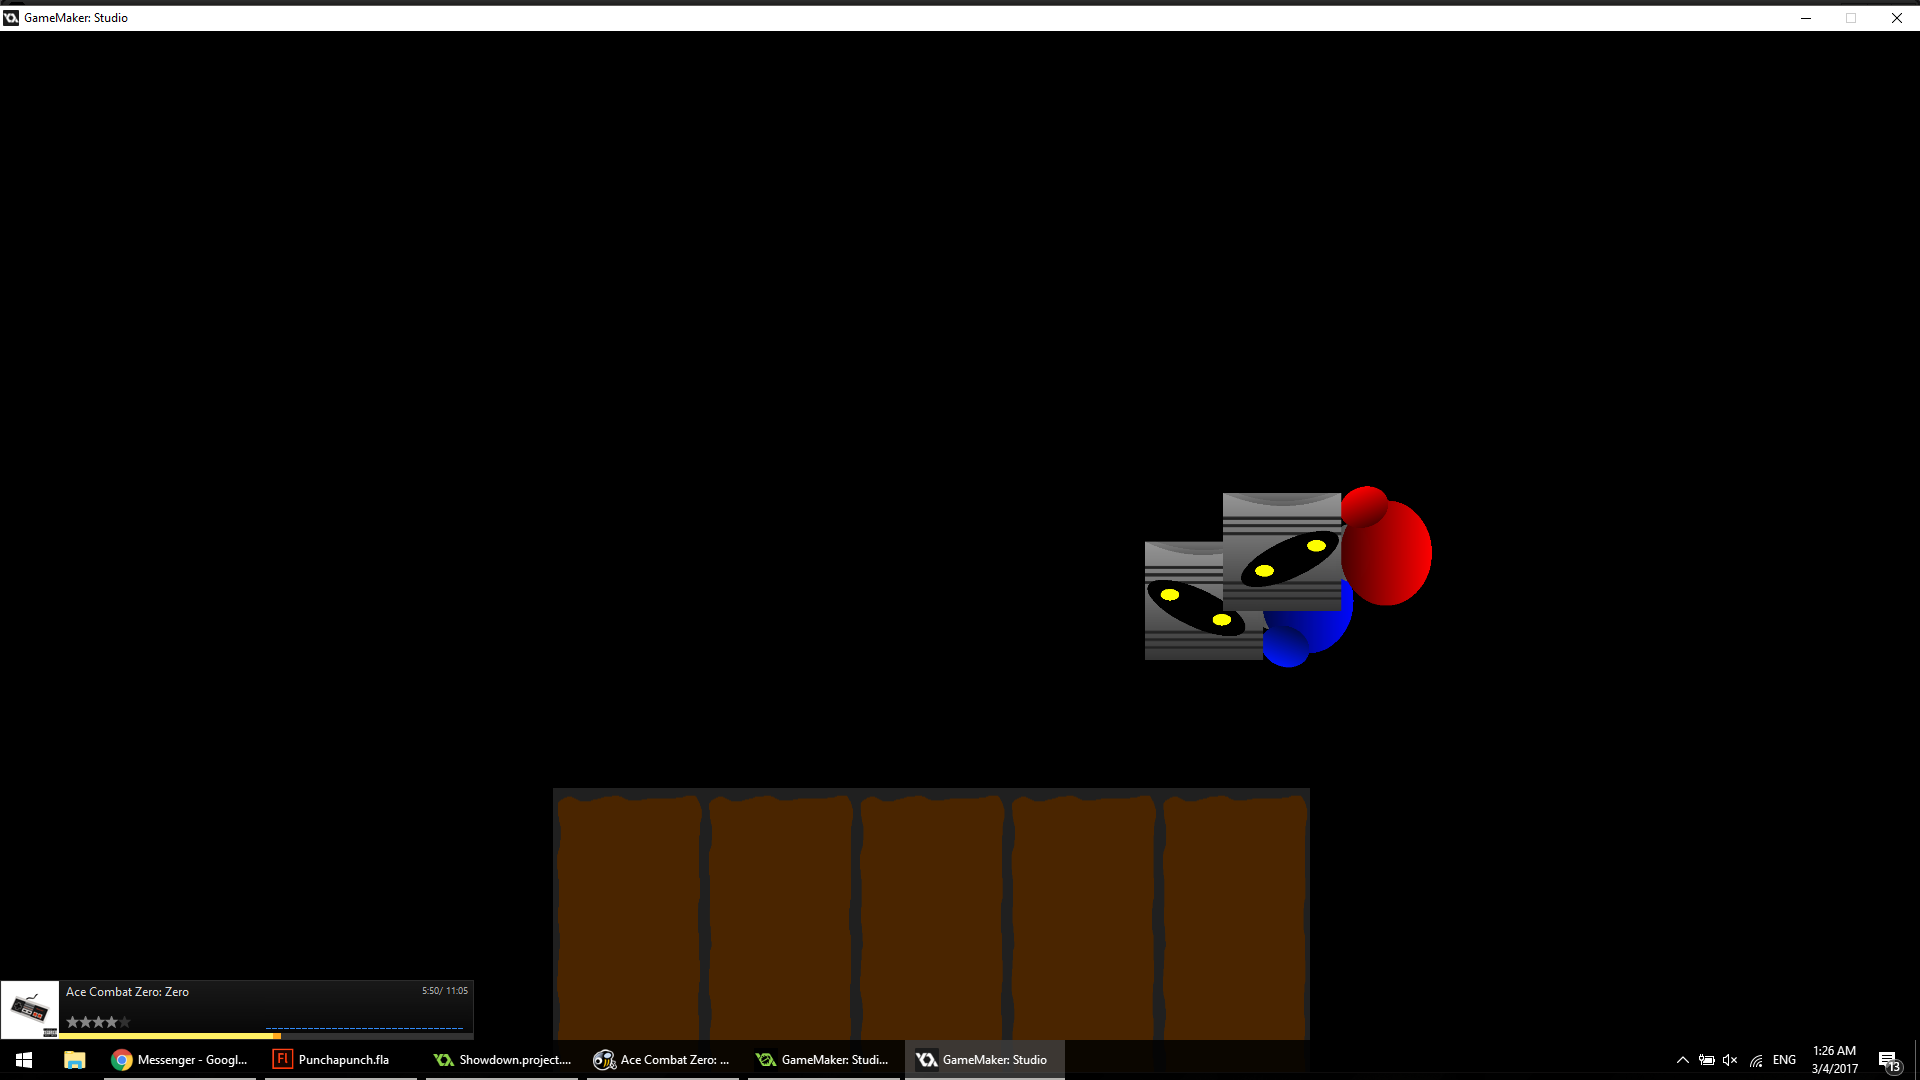 GameMaker: Studio
Ace Combat Zero: Zero
5:50/ 11:05
Messenger - Googl...
Fl
Punchapunch.fla
Showdown.project....
Ace Combat Zero: ...
GameMaker: Studi...
GameMaker: Studio
ENG
1:26 AM
3/4/2017
13